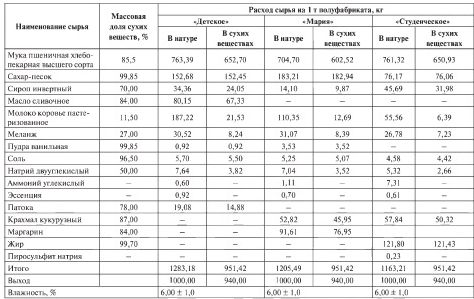 Наименование сырья
Массовая доля сухих веществ, %
Расход сырья на 1 т полуфабриката, кг
«Детское» «Мария» «Студенческое»
В натуре В сухих веществах В натуре В сухих веществах В натуре В сухих веществах
Мука пшеничная хлебо-
пекарная высшего сорта 85,5 763,39 652,70 704,70 602,52 761,32 650,93
Сахар-песок 99,85 152,68 152,45 183,21 182,94 76,17 76,06
Сироп инвертный 70,00 34,36 24,05 14,10 9,87 45,69 31,98
Масло сливочное 84,00 80,15 67,33 – – – –
Молоко коровье пасте-
ризованное 11,50 187,22 21,53 110,35 12,69 55,56 6,39
Меланж 27,00 30,52 8,24 31,07 8,39 26,78 7,23
Пудра ванильная 99,85 0,92 0,92 3,53 3,52 – –
Соль 96,50 5,70 5,50 5,25 5,07 4,58 4,42
Натрий двууглекислый 50,00 7,64 3,82 7,04 3,52 5,32 2,66
Аммоний углекислый – 0,60 – 1,11 – 7,31 –
Эссенция – 0,92 – 0,70 – 0,61 –
Патока 78,00 19,08 14,88 – – – –
Крахмал кукурузный 87,00 – – 52,82 45,95 57,84 50,32
Маргарин 84,00 – – 91,61 76,95 – –
Жир 99,70 – – – – 121,80 121,43
Пиросульфит натрия – – – – – 0,23 –
Итого 1283,18 951,42 1205,49 951,42 1163,21 951,42
Выход 1000,00 940,00 1000,00 940,00 1000,00 940,00
Влажность, % 6,00 ± 1,0 6,00 ± 1,0 6,00 ± 1,0